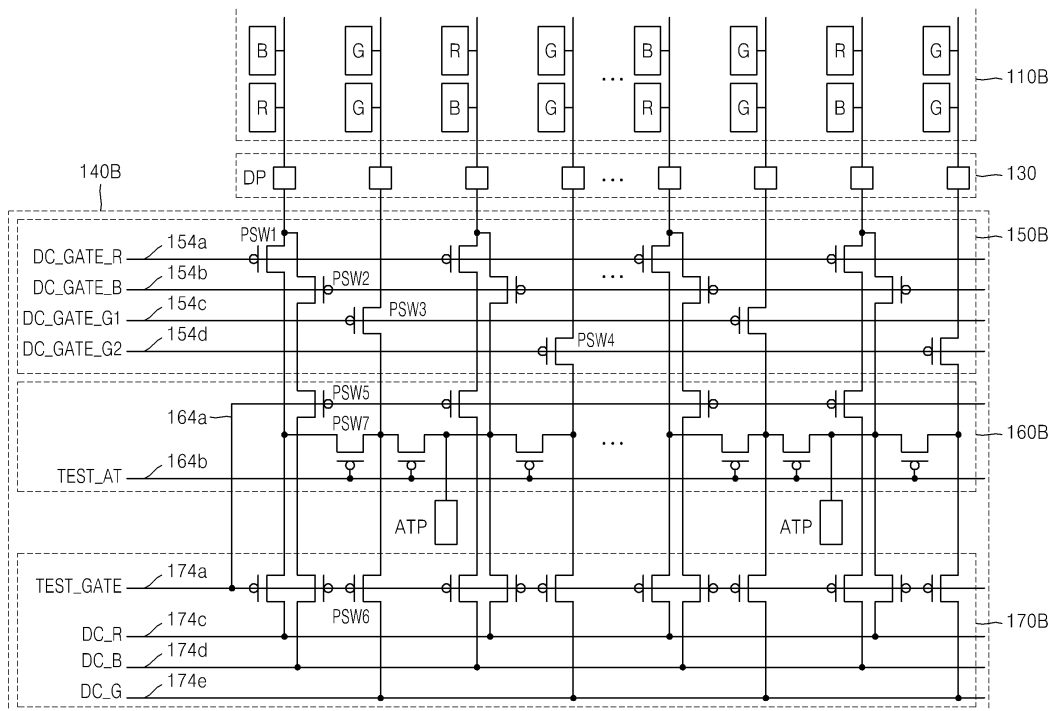 B G R G ... B G R G
110B
R G B G R G B G
140B
DP ... 130
150B
PSW1
DC_GATE_R 154a
...
DC_GATE_B 154b PSW2
DC_GATE_G1 154c PSW3
DC_GATE_G2 154d PSW4
PSW5
164a
PSW7
... 160B
TEST_AT 164b
ATP ATP
TEST_GATE 174a
PSW6
170B
DC_R 174c
DC_B 174d
DC_G 174e